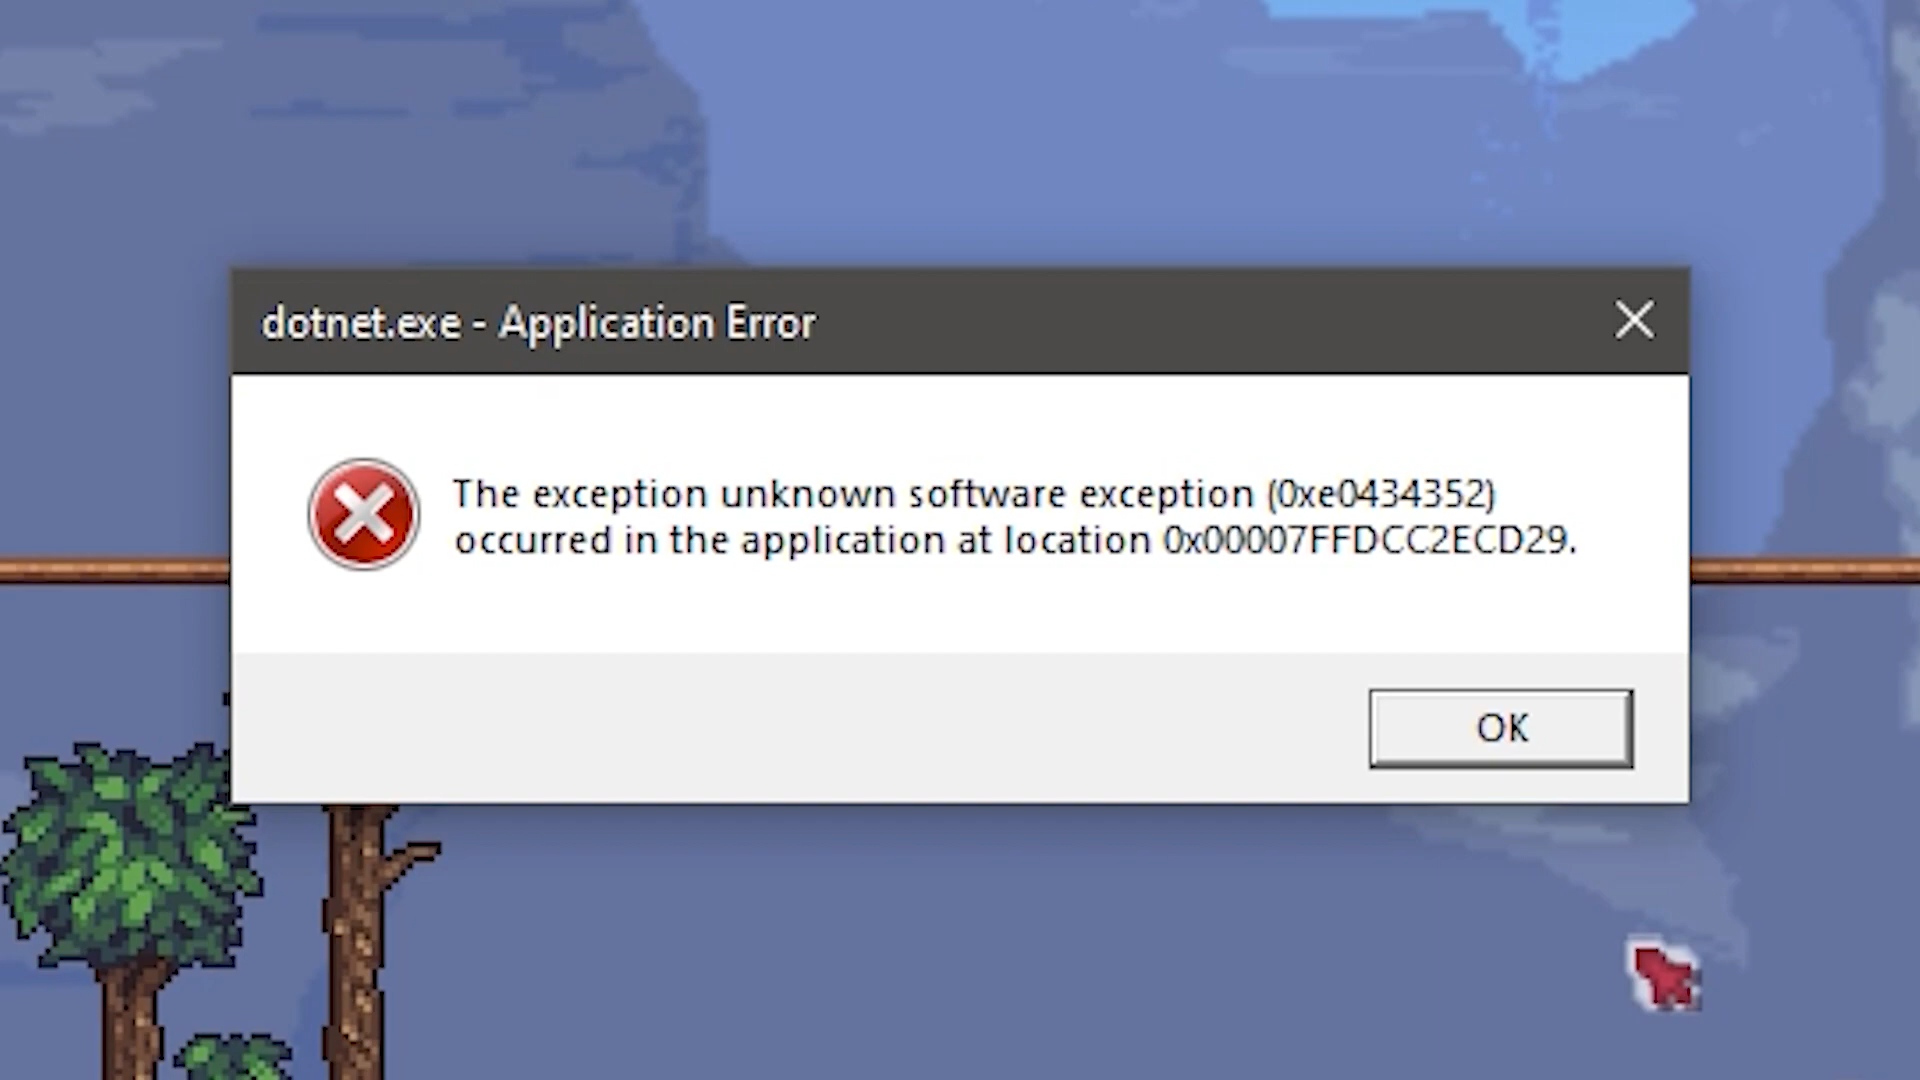 dotnet.exe - Application Error
The exception unknown software exception (0xe0434352)
occurred in the application at location 0x00007FFDCC2ECD29.
OK